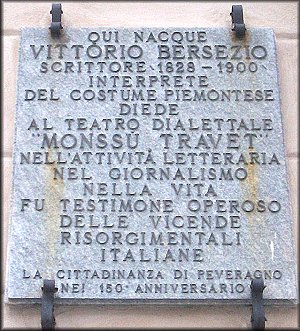 QUI NACQUE
VITTORIO BERSEZIO
SCRITTORE · 1828 - 1900
INTERPRETE
DEL COSTUME PIEMONTESE
DIEDE
AL TEATRO DIALETTALE
"MONSSÙ TRAVET"
NELL'ATTIVITÀ LETTERARIA
NEL GIORNALISMO
NELLA VITA
FU TESTIMONE OPEROSO
DELLE VICENDE
RISORGIMENTALI
ITALIANE
LA CITTADINANZA DI PEVERAGNO
NEL 150° ANNIVERSARIO